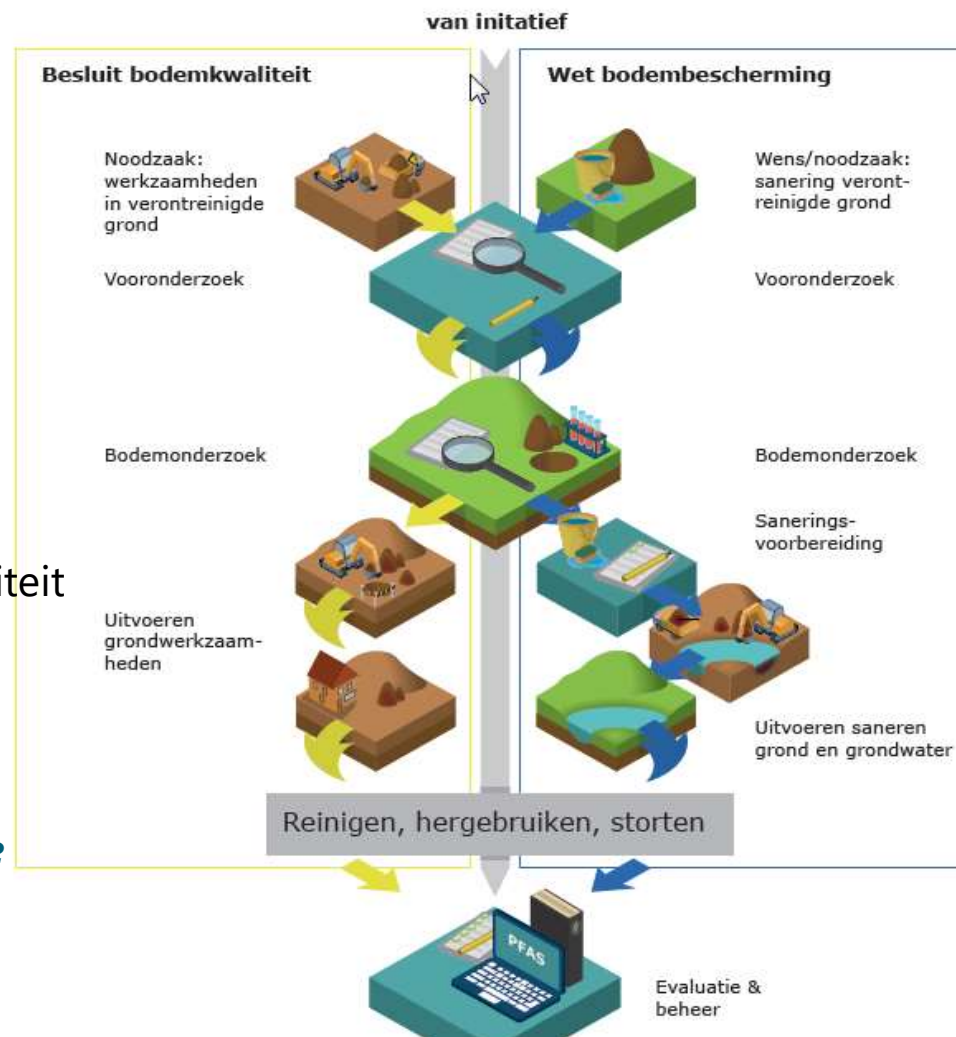 van initatief
Besluit bodemkwaliteit
Noodzaak:
werkzaamheden
in verontreinigde
grond
Vooronderzoek
Bodemonderzoek
iteit
Uitvoeren
grondwerkzaam-
heden
Wet bodembescherming
Wens/noodzaak:
sanering veront-
reinigde grond
Vooronderzoek
Bodemonderzoek
Sanerings-
voorbereiding
Uitvoeren saneren
grond en grondwater
Reinigen, hergebruiken, storten
PFAS
Evaluatie &
beheer